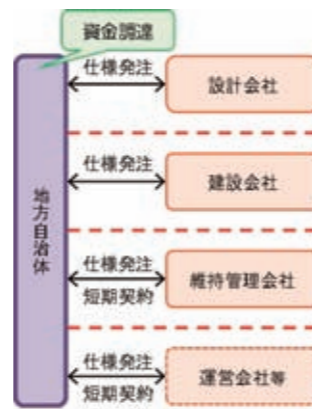 資金調達
仕様発注
設計会社
仕様発注
建設会社
地方自治体
仕様発注
短期契約
維持管理会社
仕様発注
短期契約
運営会社等